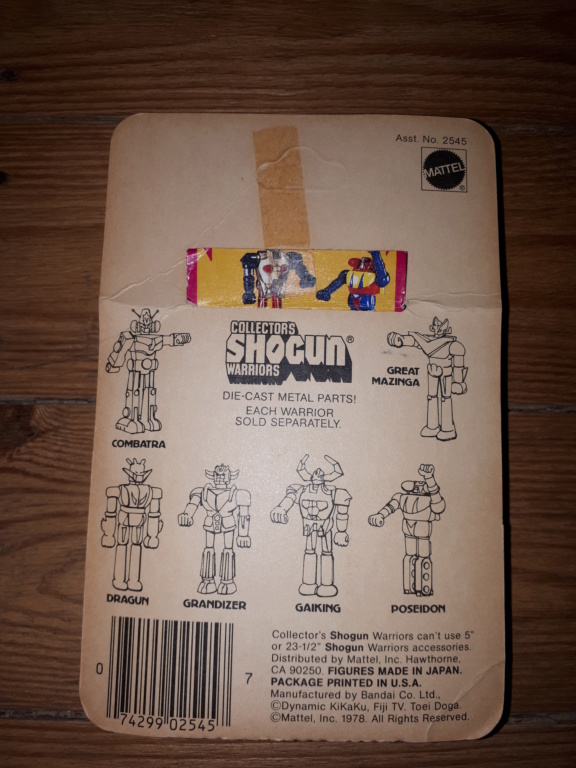 Asst. No. 2545
MATTEL
®
COLLECTORS
SHOGUN®
WARRIORS
GREAT
MAZINGA
DIE-CAST METAL PARTS!
EACH WARRIOR
SOLD SEPARATELY.
COMBATRA
DRAGUN
GRANDIZER
GAIKING
POSEIDON
Collector's Shogun Warriors can't use 5"
or 23-1/2" Shogun Warriors accessories.
Distributed by Mattel, Inc. Hawthorne,
CA 90250. FIGURES MADE IN JAPAN.
PACKAGE PRINTED IN U.S.A.
Manufactured by Bandai Co. Ltd.,
©Dynamic KiKaKu, Fiji TV. Toei Doga.
©Mattel, Inc. 1978. All Rights Reserved.
0 74299 02545 7